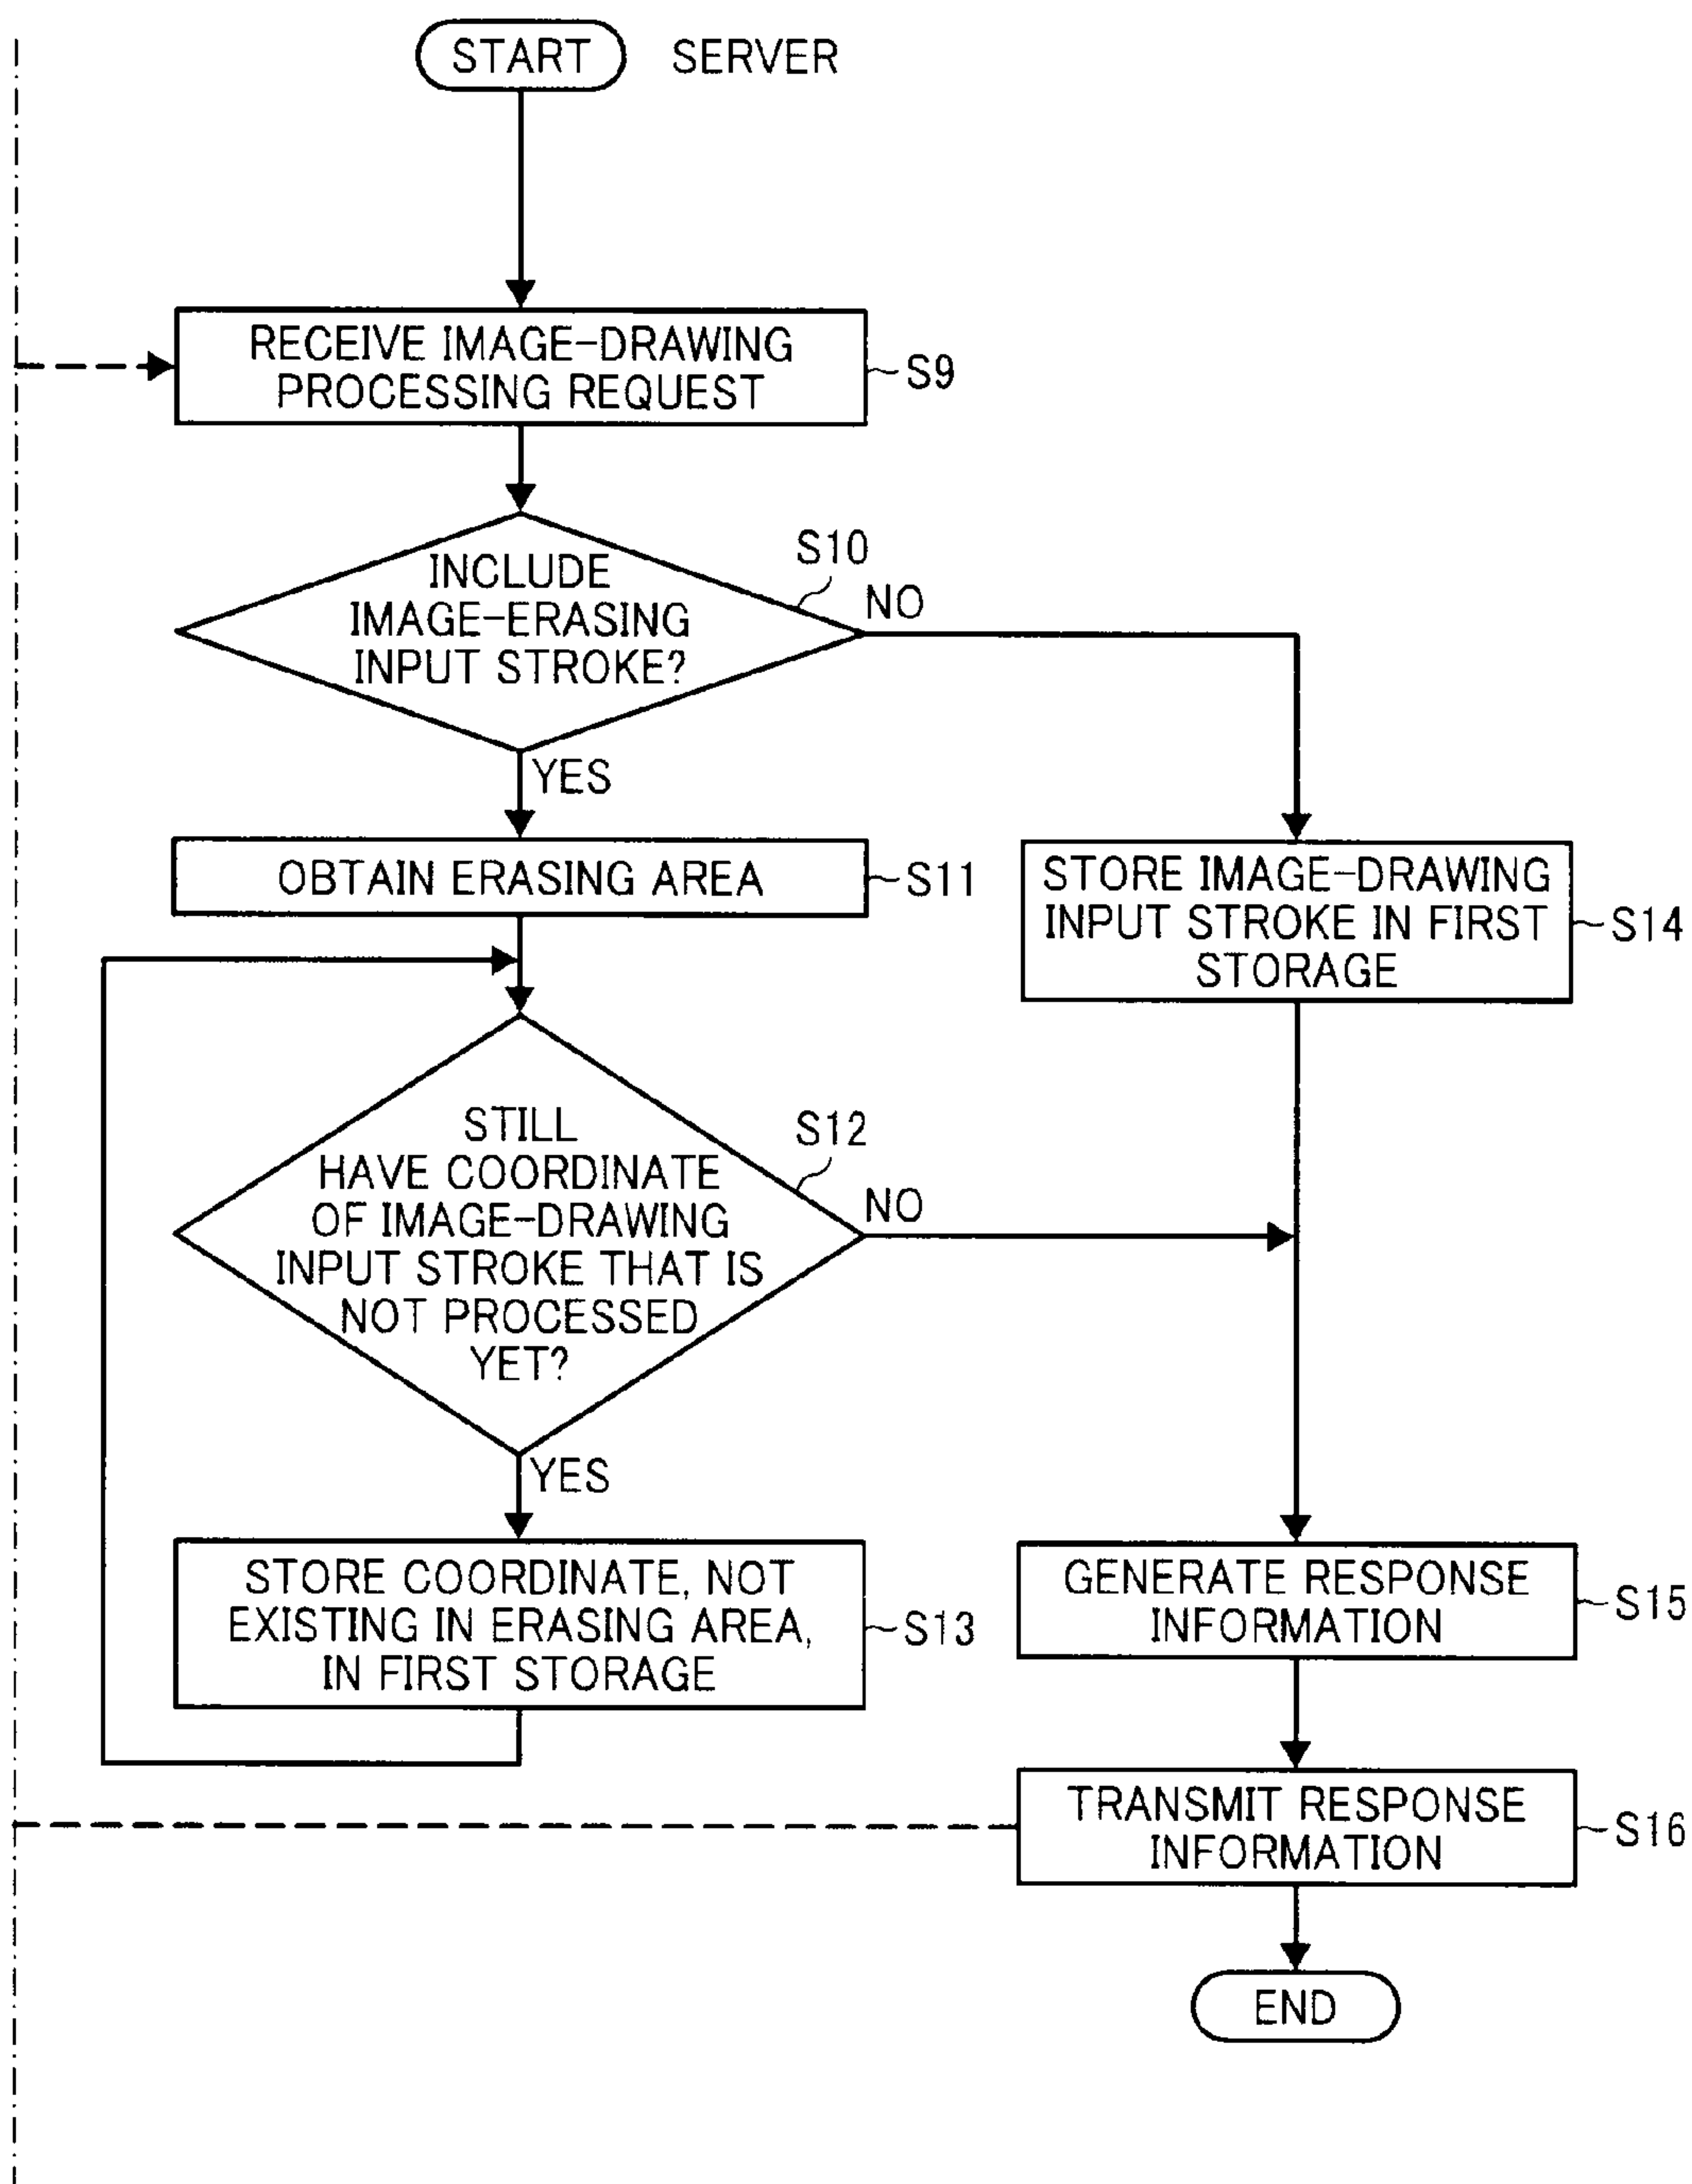 START
SERVER
RECEIVE IMAGE-DRAWING
PROCESSING REQUEST
S9
S10
INCLUDE
IMAGE-ERASING
INPUT STROKE?
NO
YES
OBTAIN ERASING AREA
S11
STORE IMAGE-DRAWING
INPUT STROKE IN FIRST
STORAGE
S14
S12
STILL
HAVE COORDINATE
OF IMAGE-DRAWING
INPUT STROKE THAT IS
NOT PROCESSED
YET?
NO
YES
STORE COORDINATE, NOT
EXISTING IN ERASING AREA,
IN FIRST STORAGE
S13
GENERATE RESPONSE
INFORMATION
S15
TRANSMIT RESPONSE
INFORMATION
S16
END